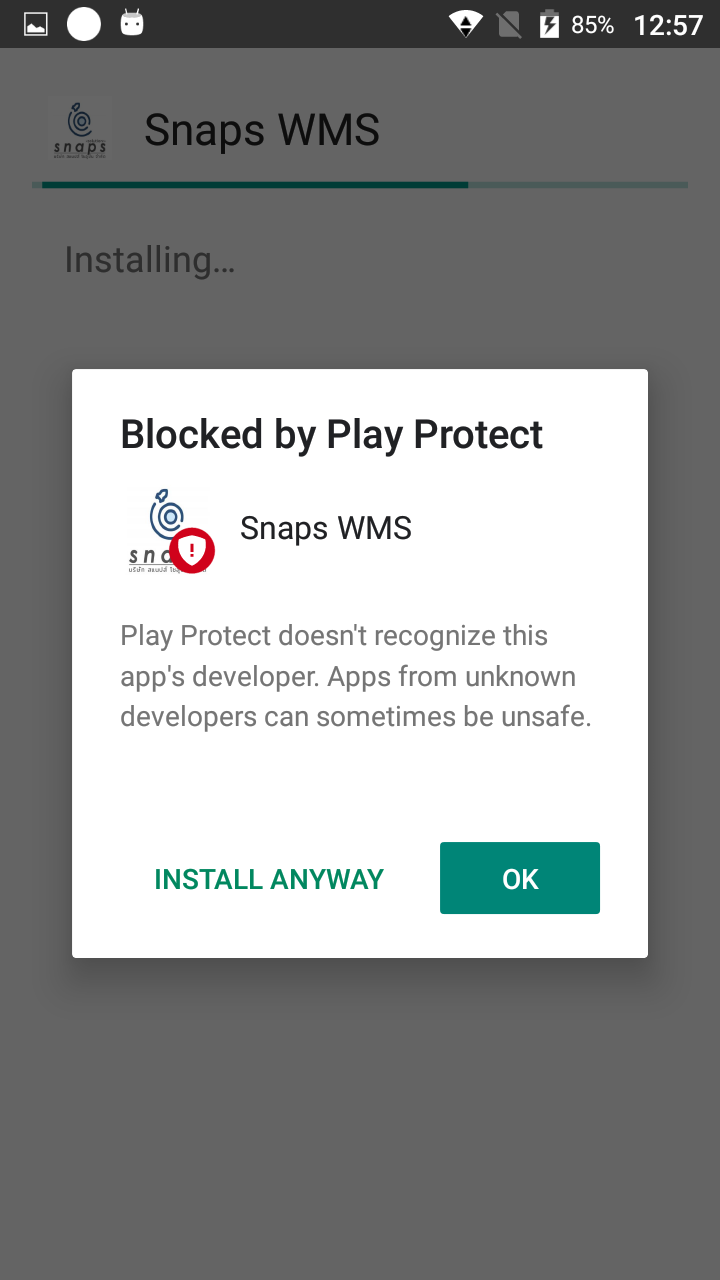 85% 12:57
snaps
Snaps WMS
Installing...
Blocked by Play Protect
Snaps WMS
Play Protect doesn't recognize this
app's developer. Apps from unknown
developers can sometimes be unsafe.
INSTALL ANYWAY
OK